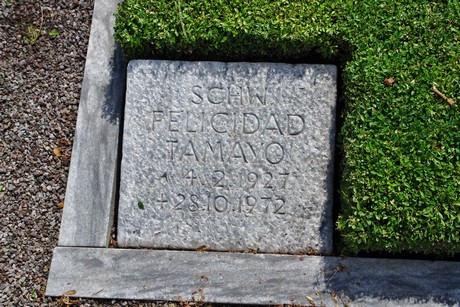 SCHW.
FELICIDAD
TAMAYO
* 4.2.1927
+28.10.1972